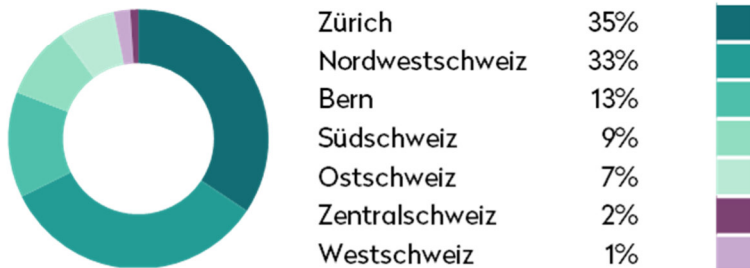 Zürich 35%
Nordwestschweiz 33%
Bern 13%
Südschweiz 9%
Ostschweiz 7%
Zentralschweiz 2%
Westschweiz 1%